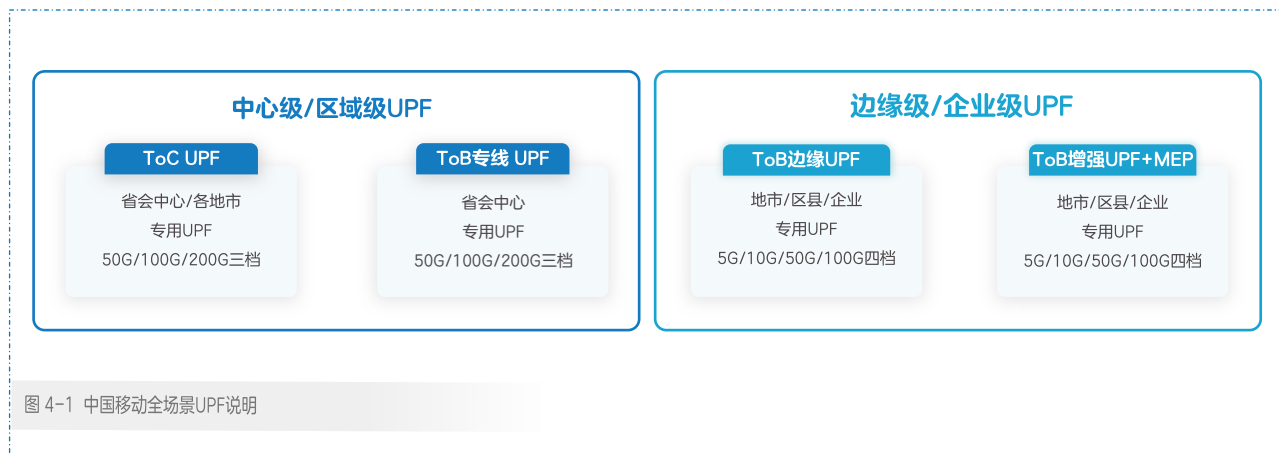 中心级/区域级UPF
ToC UPF
省会中心/各地市
专用UPF
50G/100G/200G三档
ToB专线 UPF
省会中心
专用UPF
50G/100G/200G三档
边缘级/企业级UPF
ToB边缘UPF
地市/区县/企业
专用UPF
5G/10G/50G/100G四档
ToB增强UPF+MEP
地市/区县/企业
专用UPF
5G/10G/50G/100G四档
图 4-1 中国移动全场景UPF说明